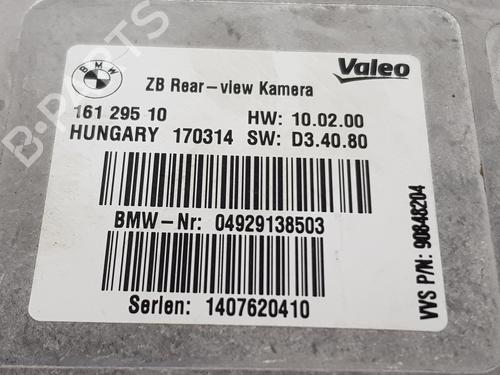 BMW
ZB Rear-view Kamera
Valeo
161 295 10
HW: 10.02.00
HUNGARY 170314
SW: D3.40.80
BMW-Nr: 04929138503
Serien: 1407620410
VVS P/N: 90848204
B-PARTS